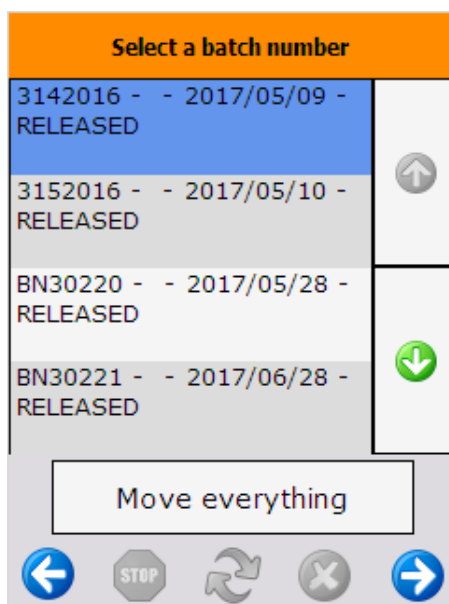 Select a batch number
3142016 - - 2017/05/09 -
RELEASED
3152016 - - 2017/05/10 -
RELEASED
BN30220 - - 2017/05/28 -
RELEASED
BN30221 - - 2017/06/28 -
RELEASED
Move everything
STOP